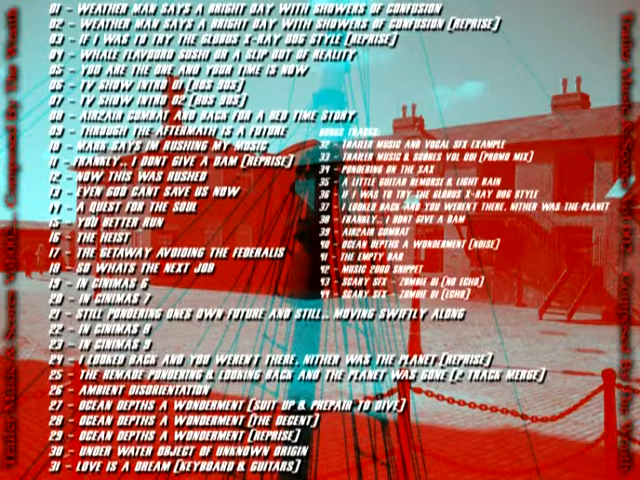 01 - WEATHER MAN SAYS A BRIGHT DAY WITH SHOWERS OF CONFUSION
02 - WEATHER MAN SAYS A BRIGHT DAY WITH SHOWERS OF CONFUSION [REPRISE]
03 - IF I WAS TO TRY THE GLOBUS X-RAY DOG STYLE [REPRISE]
04 - WHALE FLAVOURD SUSHI OR A SLIP OUT OF REALITY
05 - YOU ARE THE ONE AND YOUR TIME IS NOW
06 - TV SHOW INTRO 01 [80S 90S]
07 - TV SHOW INTRO 02 [80S 90S]
08 - AIR2AIR COMBAT AND BACK FOR A BED TIME STORY
09 - THROUGH THE AFTERMATH IS A FUTURE
10 - MARK SAYS IM RUSHING MY MUSIC
11 - FRANKLY.. I DONT GIVE A DAM [REPRISE]
12 - NOW THIS WAS RUSHED
13 - EVEN GOD CANT SAVE US NOW
14 - A QUEST FOR THE SOUL
15 - YOU BETTER RUN
16 - THE HEIST
17 - THE GETAWAY AVOIDING THE FEDERALIS
18 - SO WHATS THE NEXT JOB
19 - IN CINIMAS 6
20 - IN CINIMAS 7
21 - STILL PONDERING ONES OWN FUTURE AND STILL.. MOVING SWIFTLY ALONG
22 - IN CINIMAS 8
23 - IN CINIMAS 9
24 - I LOOKED BACK AND YOU WERENT THERE, NITHER WAS THE PLANET [REPRISE]
25 - THE REMADE PONDERING & LOOKING BACK AND THE PLANET WAS GONE [2 TRACK MERGE]
26 - AMBIENT DISORIENTATION
27 - OCEAN DEPTHS A WONDERMENT [SUIT UP & PREPAIR TO DIVE]
28 - OCEAN DEPTHS A WONDERMENT [THE DECENT]
29 - OCEAN DEPTHS A WONDERMENT [REPRISE]
30 - UNDER WATER OBJECT OF UNKNOWN ORIGIN
31 - LOVE IS A DREAM [KEYBOARD & GUITARS]
BONUS TRACKS:
32 - TRAILER MUSIC AND VOCAL SFX EXAMPLE
33 - TRAILER MUSIC & SCORES VOL 001 [PROMO MIX]
34 - PONDERING ON THE SAX
35 - A LITTLE GUITAR REMORSE & LIGHT RAIN
36 - IF I WAS TO TRY THE GLOBUS X-RAY DOG STYLE
37 - I LOOKED BACK AND YOU WERENT THERE, NITHER WAS THE PLANET
38 - FRANKLY.. I DONT GIVE A DAM
39 - AIR2AIR COMBAT
40 - OCEAN DEPTHS A WONDERMENT [NOISE]
41 - THE EMPTY BAR
42 - MUSIC 2000 SNIPPET
43 - SCARY SFX - ZOMBIE 01 [NO ECHO]
44 - SCARY SFX - ZOMBIE 01 [ECHO]